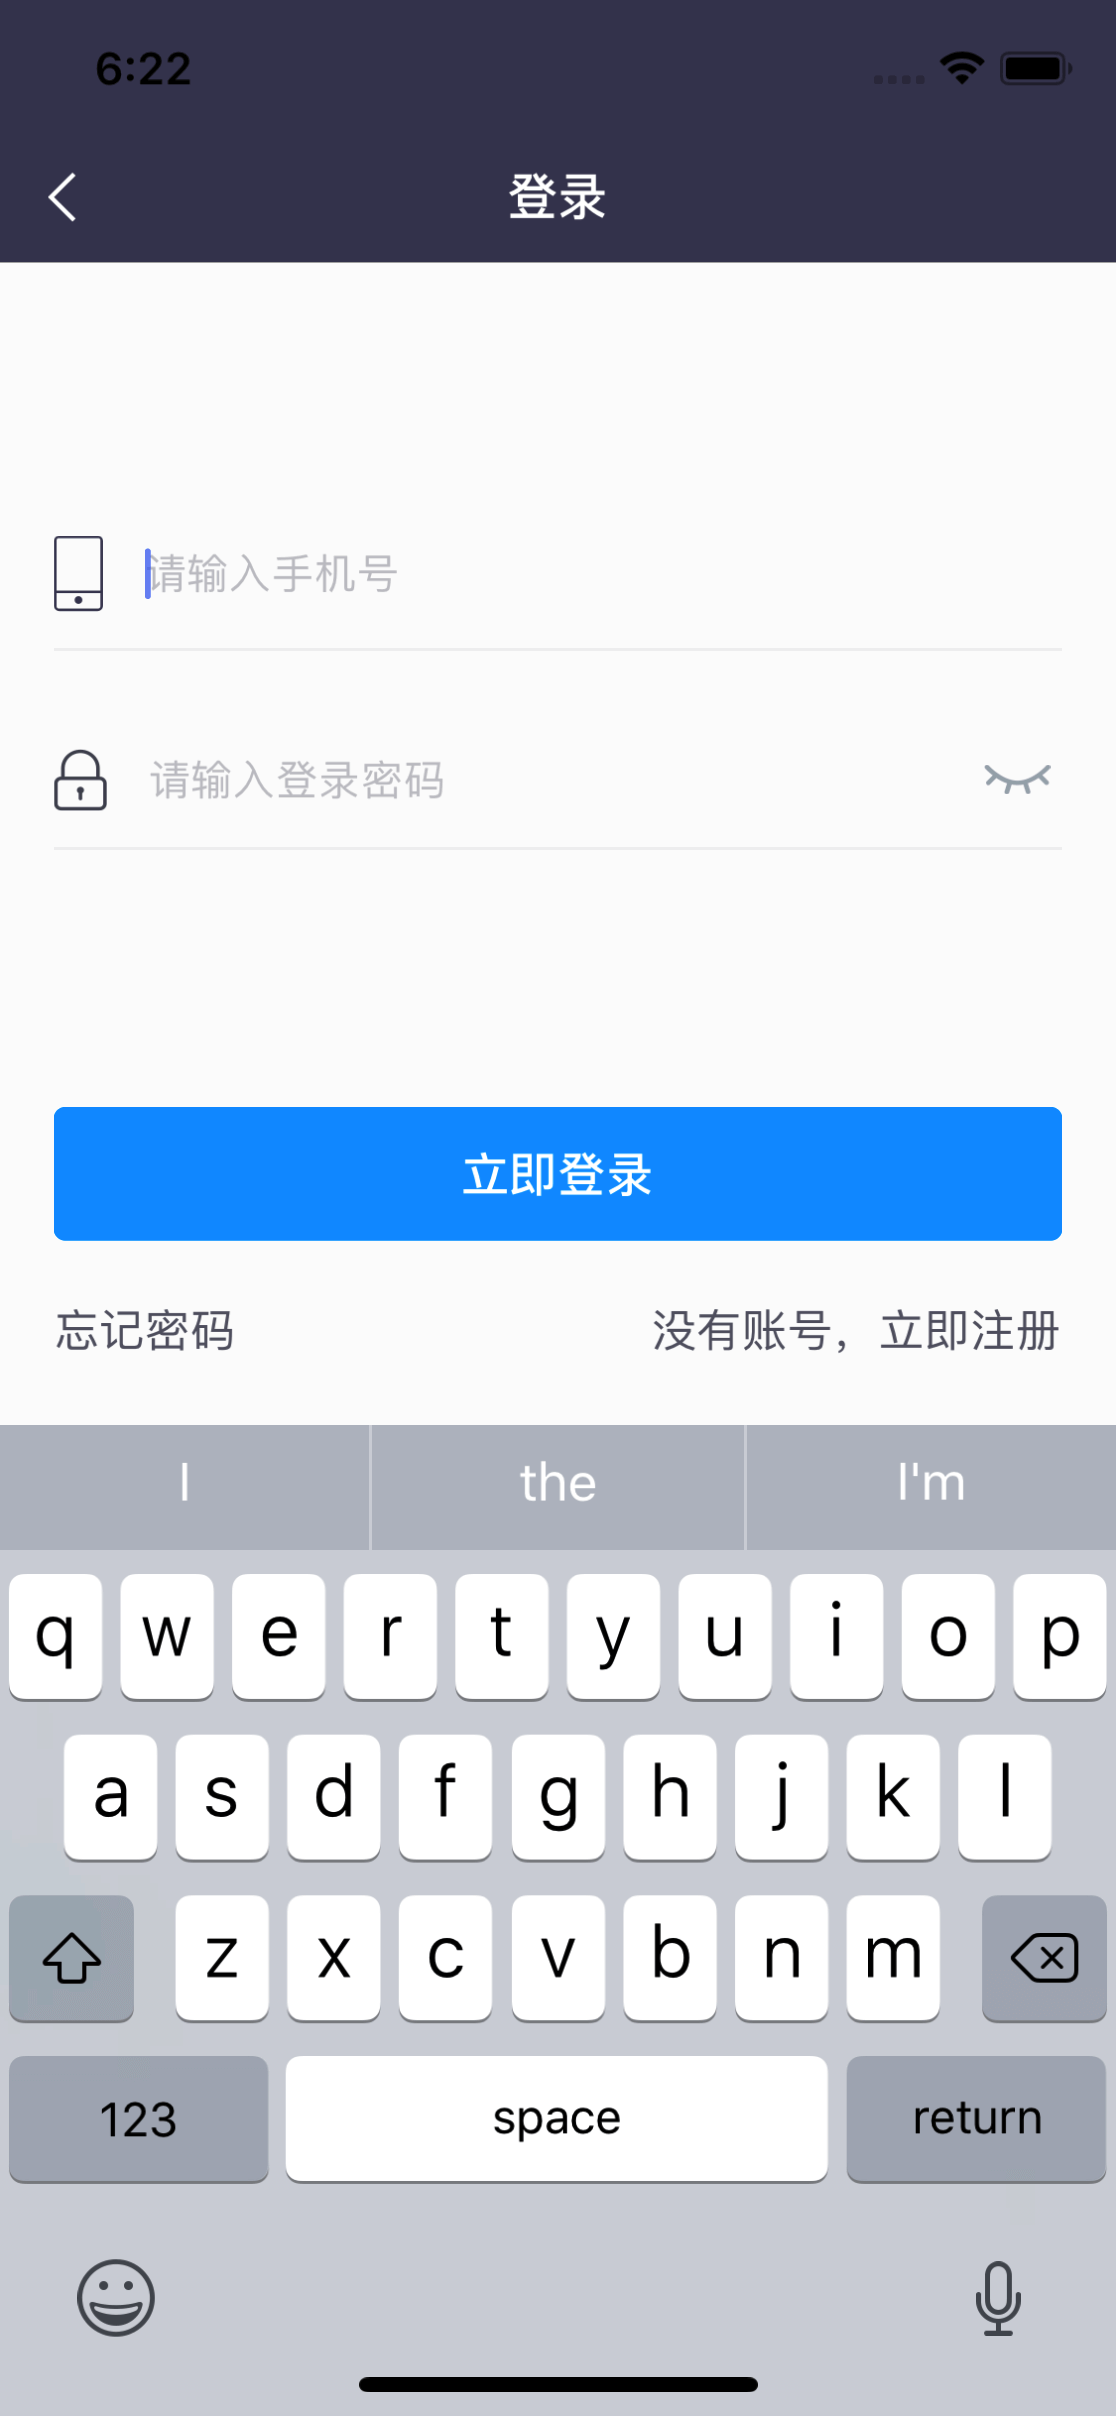 6:22
登录
请输入手机号
请输入登录密码
立即登录
忘记密码
没有账号，立即注册
I the I'm
q w e r t y u i o p
a s d f g h j k l
z x c v b n m
123 space return